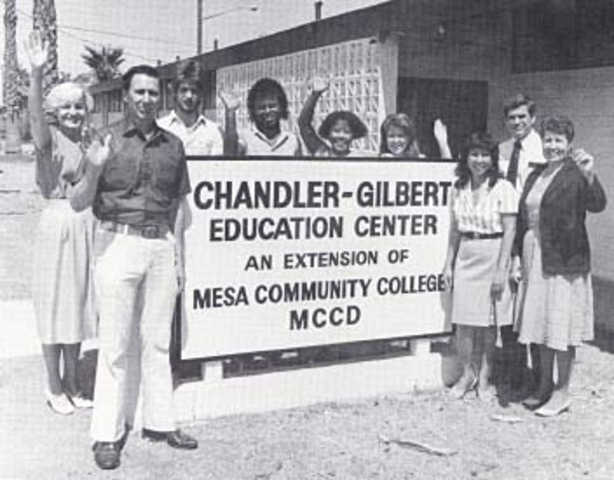 CHANDLER-GILBERT
EDUCATION CENTER
AN EXTENSION OF
MESA COMMUNITY COLLEGE
MCCD